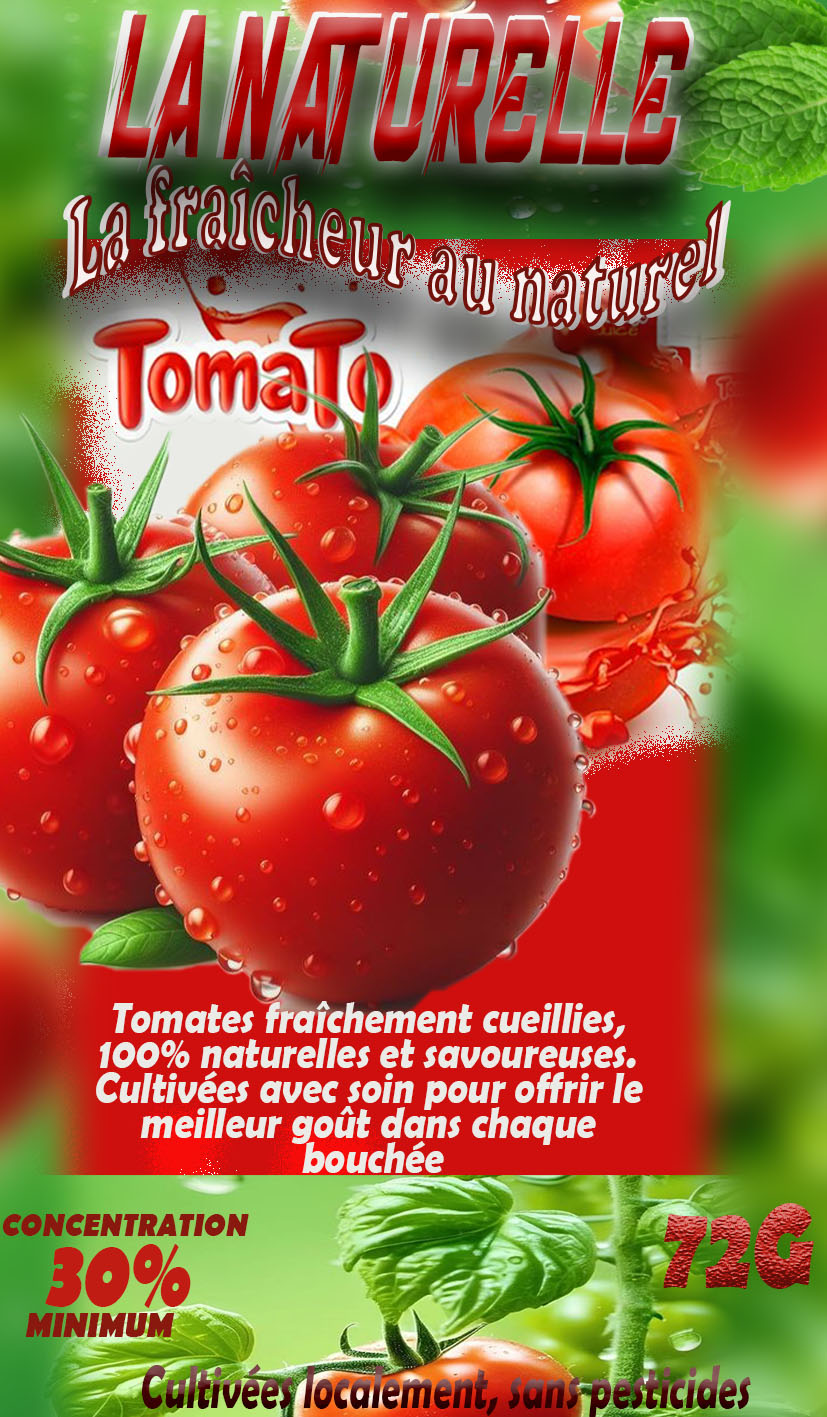 LA NATURELLE
La fraîcheur au naturel
TomaTo
Tomates fraîchement cueillies,
100% naturelles et savoureuses.
Cultivées avec soin pour offrir le
meilleur goût dans chaque
bouchée
CONCENTRATION
30%
MINIMUM
72G
Cultivées localement, sans pesticides